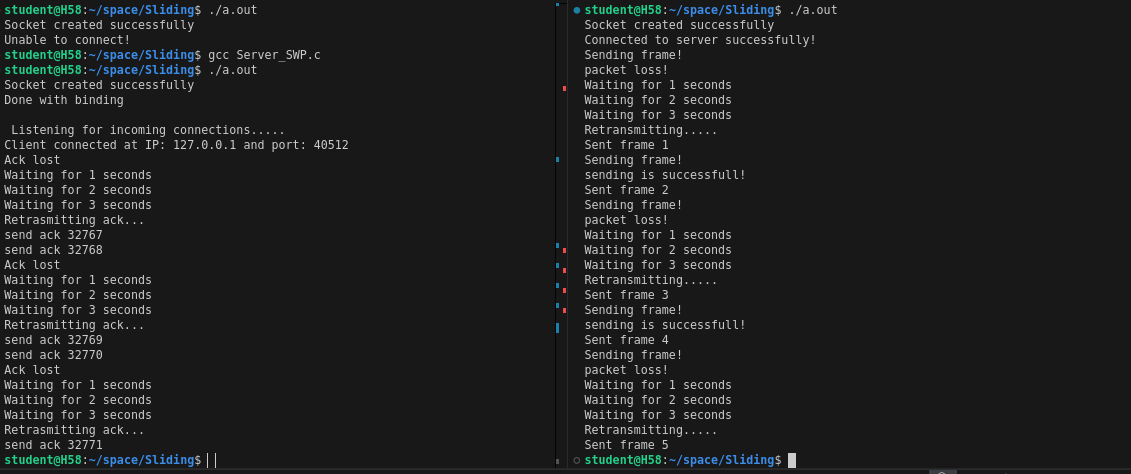 student@H58:~/space/Sliding$ ./a.out
Socket created successfully
Unable to connect!
student@H58:~/space/Sliding$ gcc Server_SWP.c
student@H58:~/space/Sliding$ ./a.out
Socket created successfully
Done with binding
Listening for incoming connections.....
Client connected at IP: 127.0.0.1 and port: 40512
Ack lost
Waiting for 1 seconds
Waiting for 2 seconds
Waiting for 3 seconds
Retrasmitting ack...
send ack 32767
send ack 32768
Ack lost
Waiting for 1 seconds
Waiting for 2 seconds
Waiting for 3 seconds
Retrasmitting ack...
send ack 32769
send ack 32770
Ack lost
Waiting for 1 seconds
Waiting for 2 seconds
Waiting for 3 seconds
Retrasmitting ack...
send ack 32771
student@H58:~/space/Sliding$
student@H58:~/space/Sliding$ ./a.out
Socket created successfully
Connected to server successfully!
Sending frame!
packet loss!
Waiting for 1 seconds
Waiting for 2 seconds
Waiting for 3 seconds
Retransmitting.....
Sent frame 1
Sending frame!
sending is successfull!
Sent frame 2
Sending frame!
packet loss!
Waiting for 1 seconds
Waiting for 2 seconds
Waiting for 3 seconds
Retransmitting.....
Sent frame 3
Sending frame!
sending is successfull!
Sent frame 4
Sending frame!
packet loss!
Waiting for 1 seconds
Waiting for 2 seconds
Waiting for 3 seconds
Retransmitting.....
Sent frame 5
student@H58:~/space/Sliding$